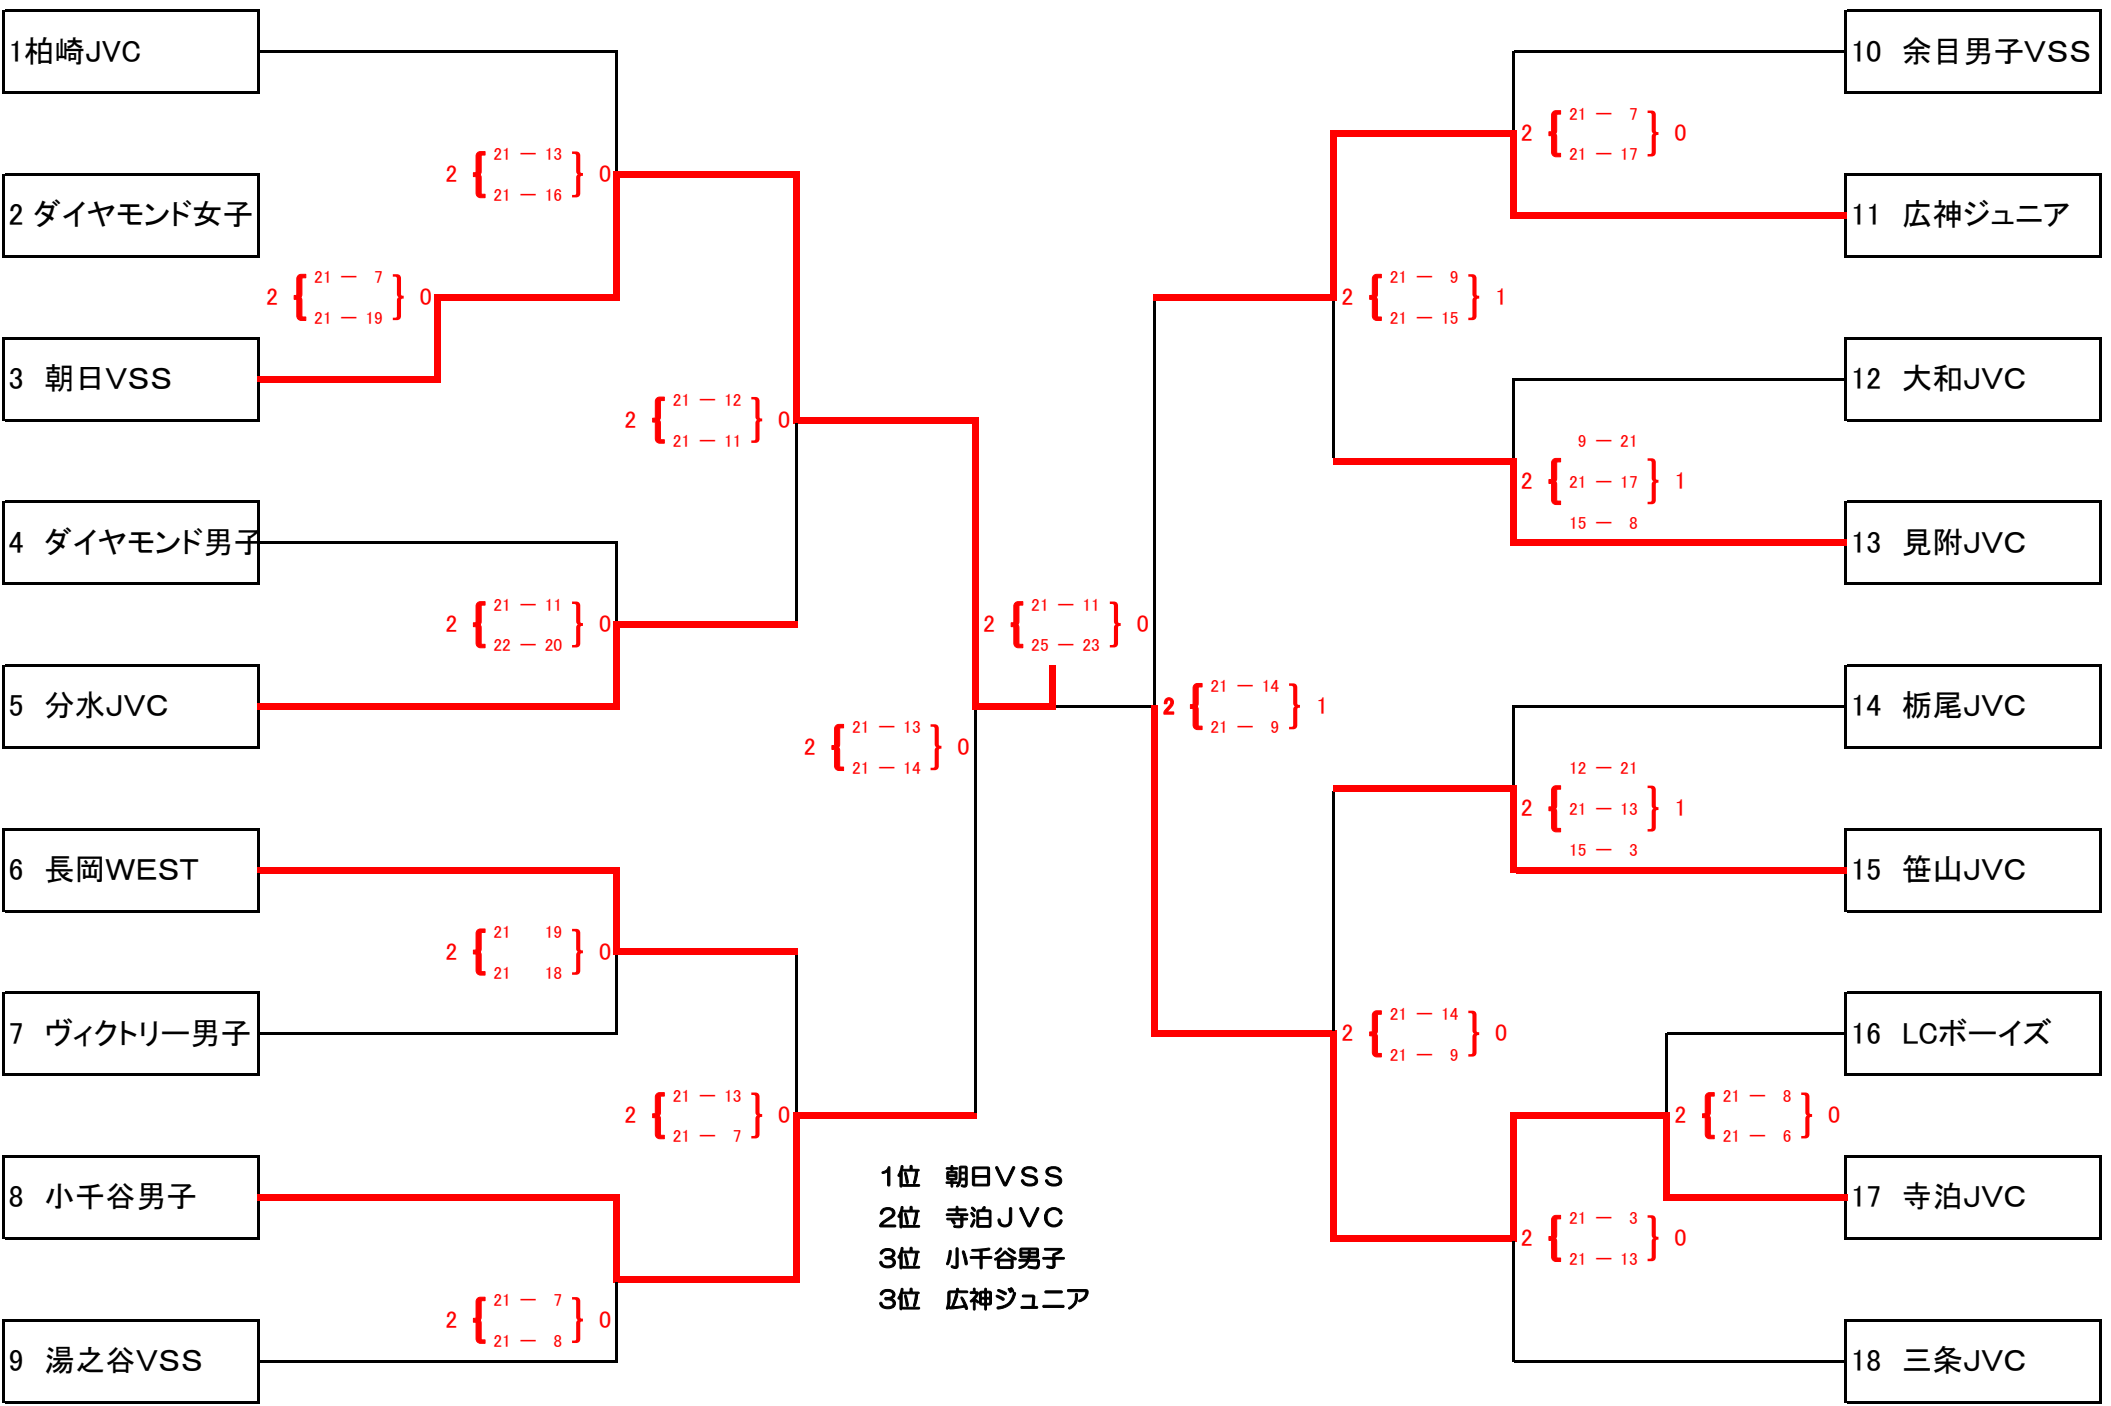 1柏崎JVC
2 ダイヤモンド女子
3 朝日VSS
4 ダイヤモンド男子
5 分水JVC
6 長岡WEST
7 ヴィクトリー男子
8 小千谷男子
9 湯之谷VSS
2 { 21 － 13 } 0
21 － 16
2 { 21 － 7 } 0
21 － 19
2 { 21 － 12 } 0
21 － 11
2 { 21 － 11 } 0
22 － 20
2 { 21 － 13 } 0
21 － 14
2 { 21 19 } 0
21 18
2 { 21 － 13 } 0
21 － 7
2 { 21 － 7 } 0
21 － 8
2 { 21 － 11 } 0
25 － 23
1位 朝日VSS
2位 寺泊JVC
3位 小千谷男子
3位 広神ジュニア
2 { 21 － 14 } 1
21 － 9
2 { 21 － 7 } 0
21 － 17
2 { 21 － 9 } 1
21 － 15
9 － 21
2 { 21 － 17 } 1
15 － 8
12 － 21
2 { 21 － 13 } 1
15 － 3
2 { 21 － 14 } 0
21 － 9
2 { 21 － 8 } 0
21 － 6
2 { 21 － 3 } 0
21 － 13
10 余目男子VSS
11 広神ジュニア
12 大和JVC
13 見附JVC
14 栃尾JVC
15 笹山JVC
16 LCボーイズ
17 寺泊JVC
18 三条JVC